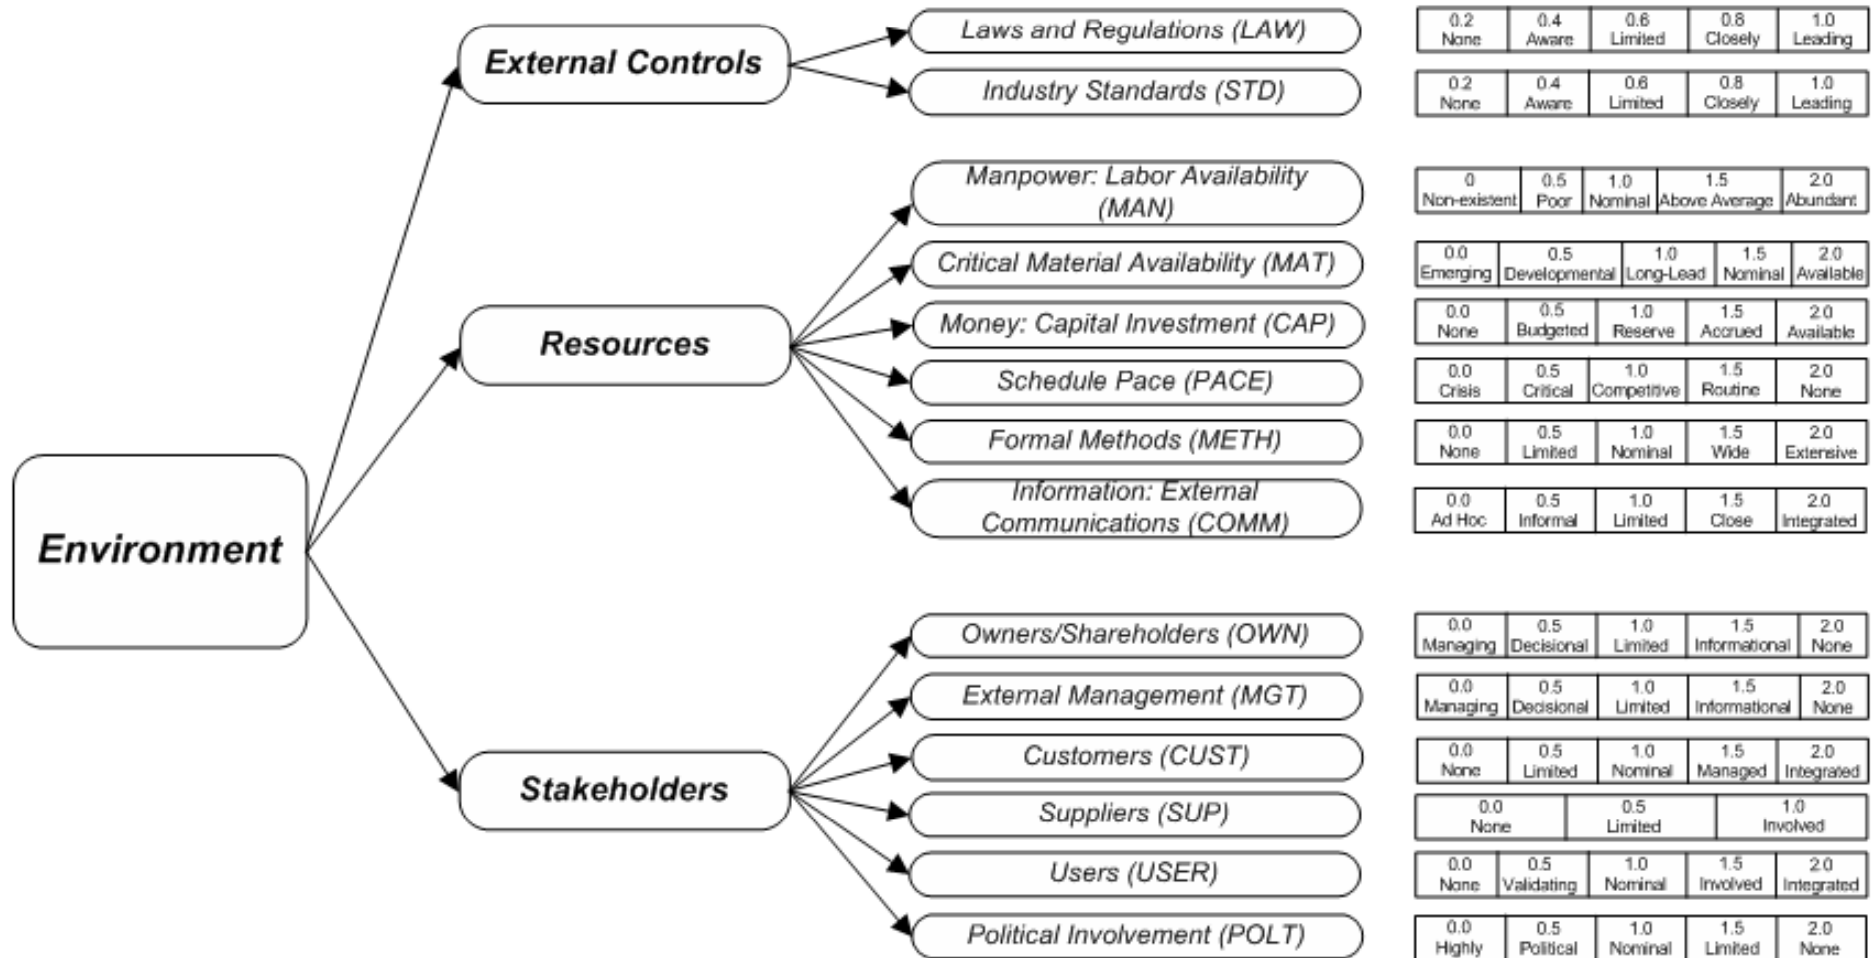 Environment
External Controls
Laws and Regulations (LAW)
0.2 0.4 0.6 0.8 1.0
None Aware Limited Closely Leading
Industry Standards (STD)
0.2 0.4 0.6 0.8 1.0
None Aware Limited Closely Leading
Resources
Manpower: Labor Availability
(MAN)
0 0.5 1.0 1.5 2.0
Non-existent Poor Nominal Above Average Abundant
Critical Material Availability (MAT)
0.0 0.5 1.0 1.5 2.0
Emerging Developmental Long-Lead Nominal Available
Money: Capital Investment (CAP)
0.0 0.5 1.0 1.5 2.0
None Budgeted Reserve Accrued Available
Schedule Pace (PACE)
0.0 0.5 1.0 1.5 2.0
Crisis Critical Competitive Routine None
Formal Methods (METH)
0.0 0.5 1.0 1.5 2.0
None Limited Nominal Wide Extensive
Information: External
Communications (COMM)
0.0 0.5 1.0 1.5 2.0
Ad Hoc Informal Limited Close Integrated
Stakeholders
Owners/Shareholders (OWN)
0.0 0.5 1.0 1.5 2.0
Managing Decisional Limited Informational None
External Management (MGT)
0.0 0.5 1.0 1.5 2.0
Managing Decisional Limited Informational None
Customers (CUST)
0.0 0.5 1.0 1.5 2.0
None Limited Nominal Managed Integrated
Suppliers (SUP)
0.0 0.5 1.0
None Limited Involved
Users (USER)
0.0 0.5 1.0 1.5 2.0
None Validating Nominal Involved Integrated
Political Involvement (POLT)
0.0 0.5 1.0 1.5 2.0
Highly Political Nominal Limited None